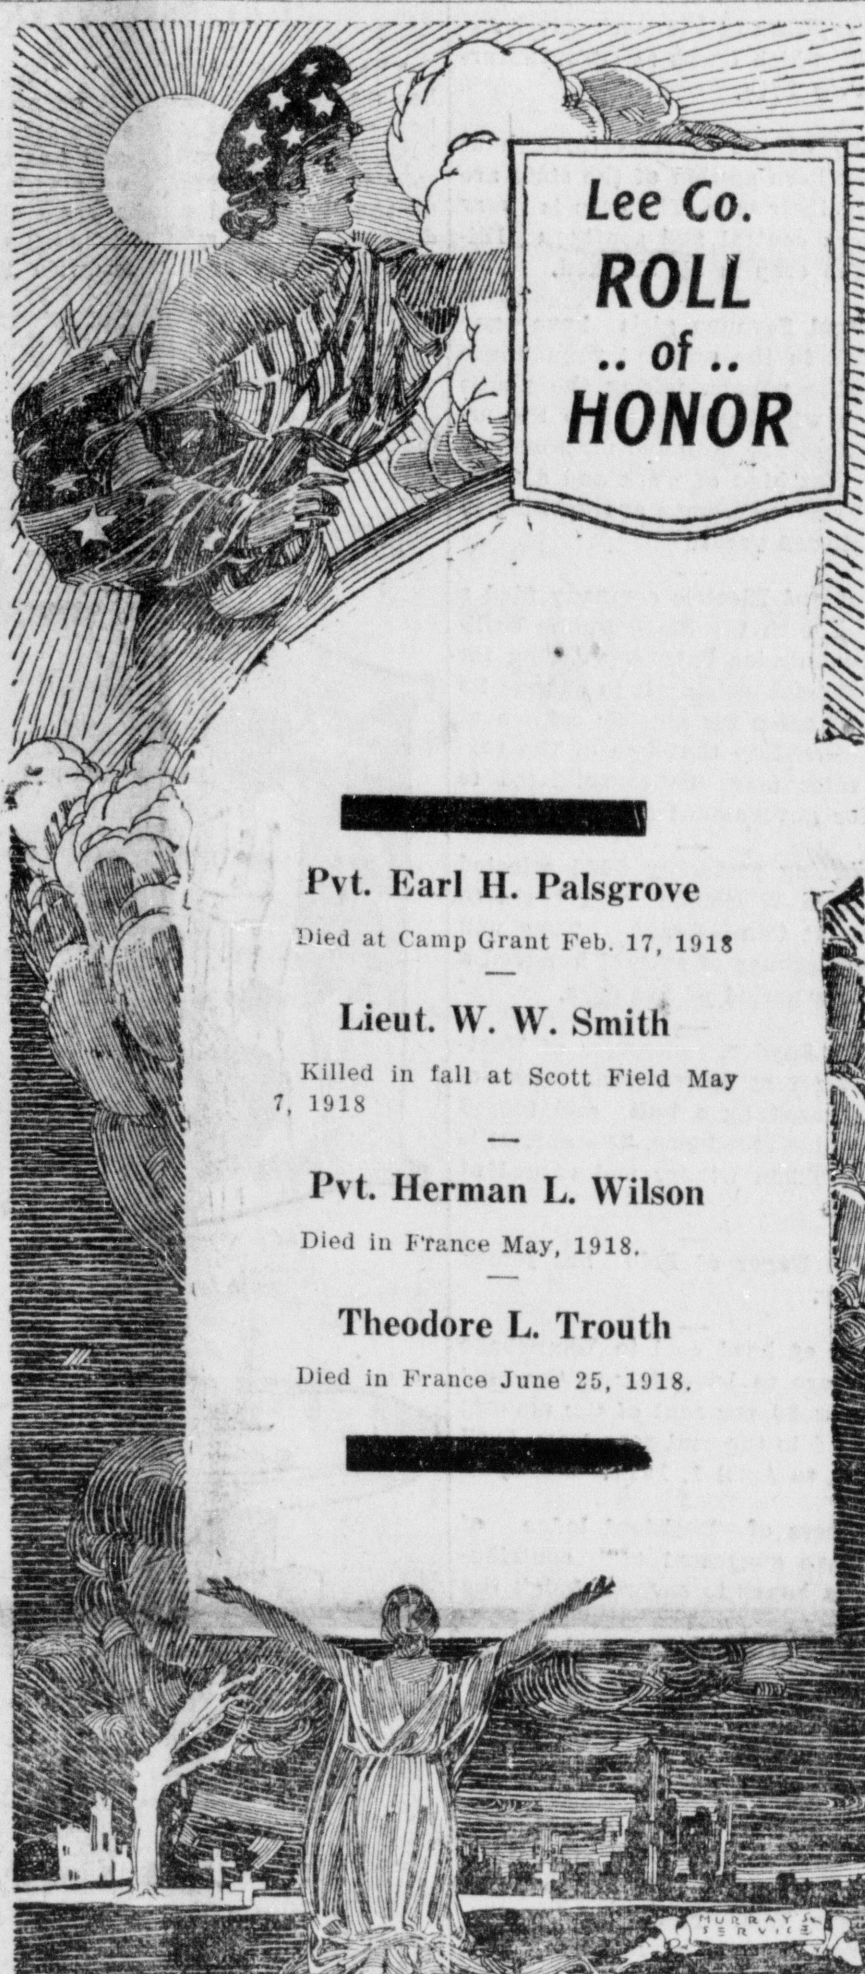 Lee Co.
ROLL
.. of ..
HONOR
Pvt. Earl H. Palsgrove
Died at Camp Grant Feb. 17, 1918
Lieut. W. W. Smith
Killed in fall at Scott Field May
7, 1918
Pvt. Herman L. Wilson
Died in France May, 1918.
Theodore L. Trouth
Died in France June 25, 1918.
MURRAY'S
SERVICE